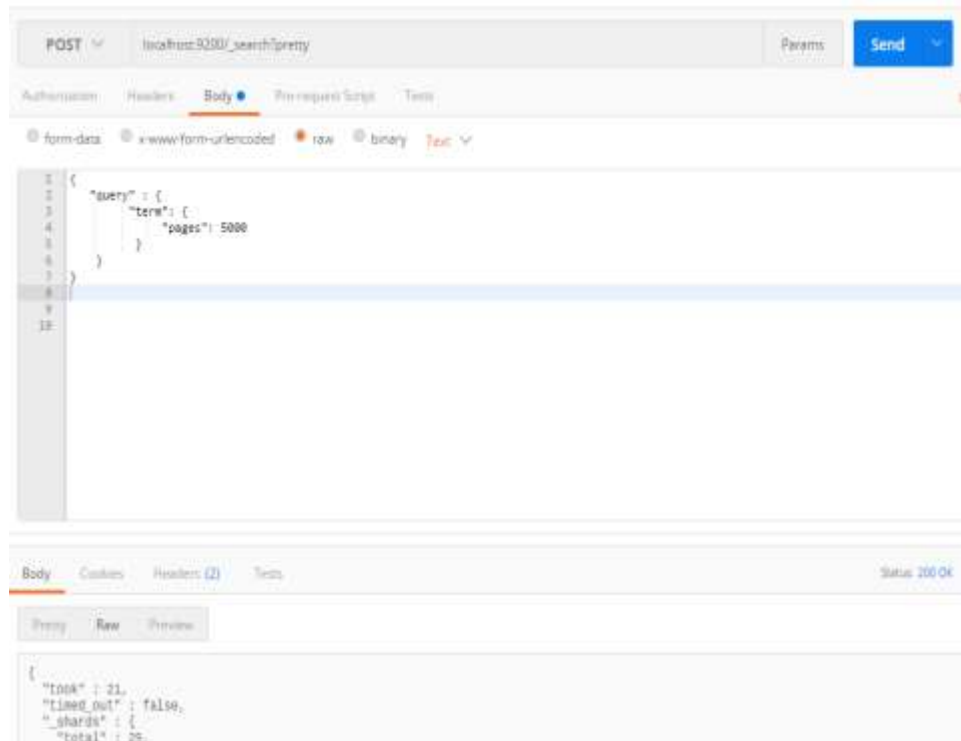 POST localhost:9200/_search?pretty Params Send
Authorization Headers Body Pre-request Script Tests
form-data x-www-form-urlencoded raw binary Text
1 {
2 "query" : {
3 "term": {
4 "pages": 5000
5 }
6 }
7 }
8
9
10
Body Cookies Headers (2) Tests Status: 200 OK
Pretty Raw Preview
{
"took" : 21,
"timed_out" : false,
"_shards" : {
"total" : 29,